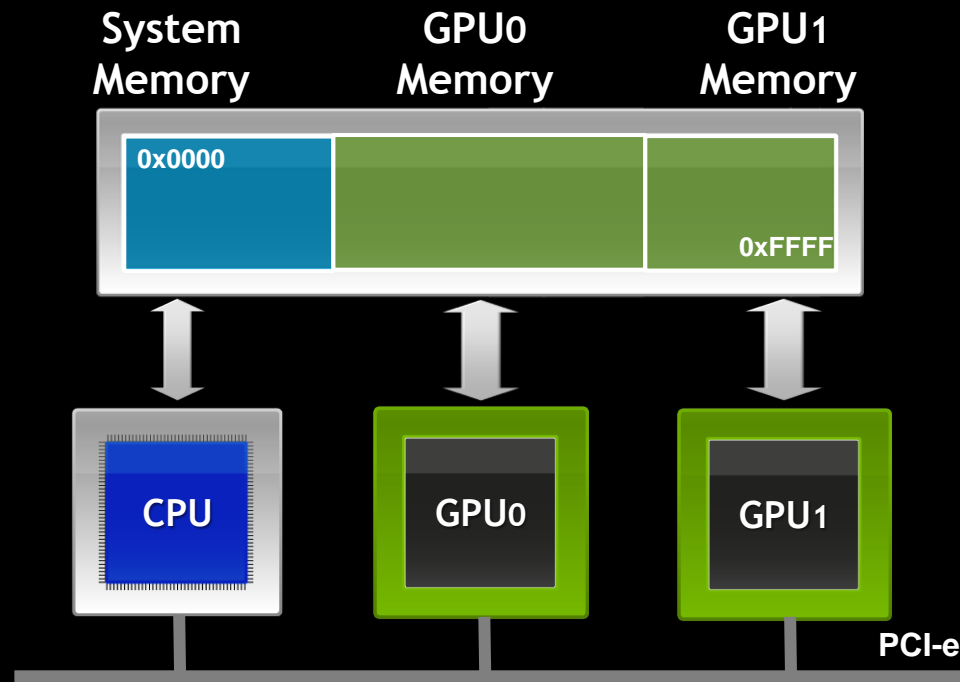 System
Memory
GPU0
Memory
GPU1
Memory
0x0000
0xFFFF
CPU
GPU0
GPU1
PCI-e